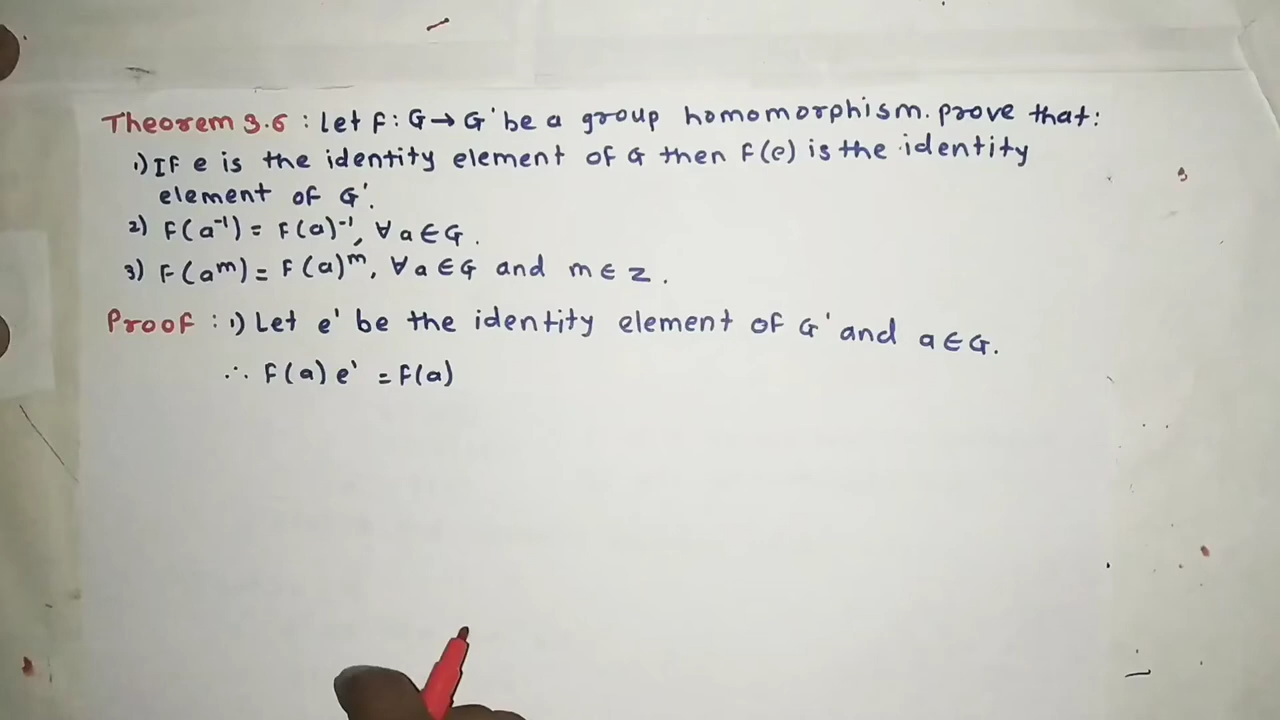 Theorem 3.6 : Let f : G → G' be a group homomorphism. prove that :
1) If e is the identity element of G then f(e) is the identity
element of G'.
2) f(a⁻¹) = f(a)⁻¹, ∀ a ∈ G.
3) f(aᵐ) = f(a)ᵐ, ∀ a ∈ G and m ∈ z.
Proof : 1) Let e' be the identity element of G' and a ∈ G.
∴ f(a) e' = f(a)